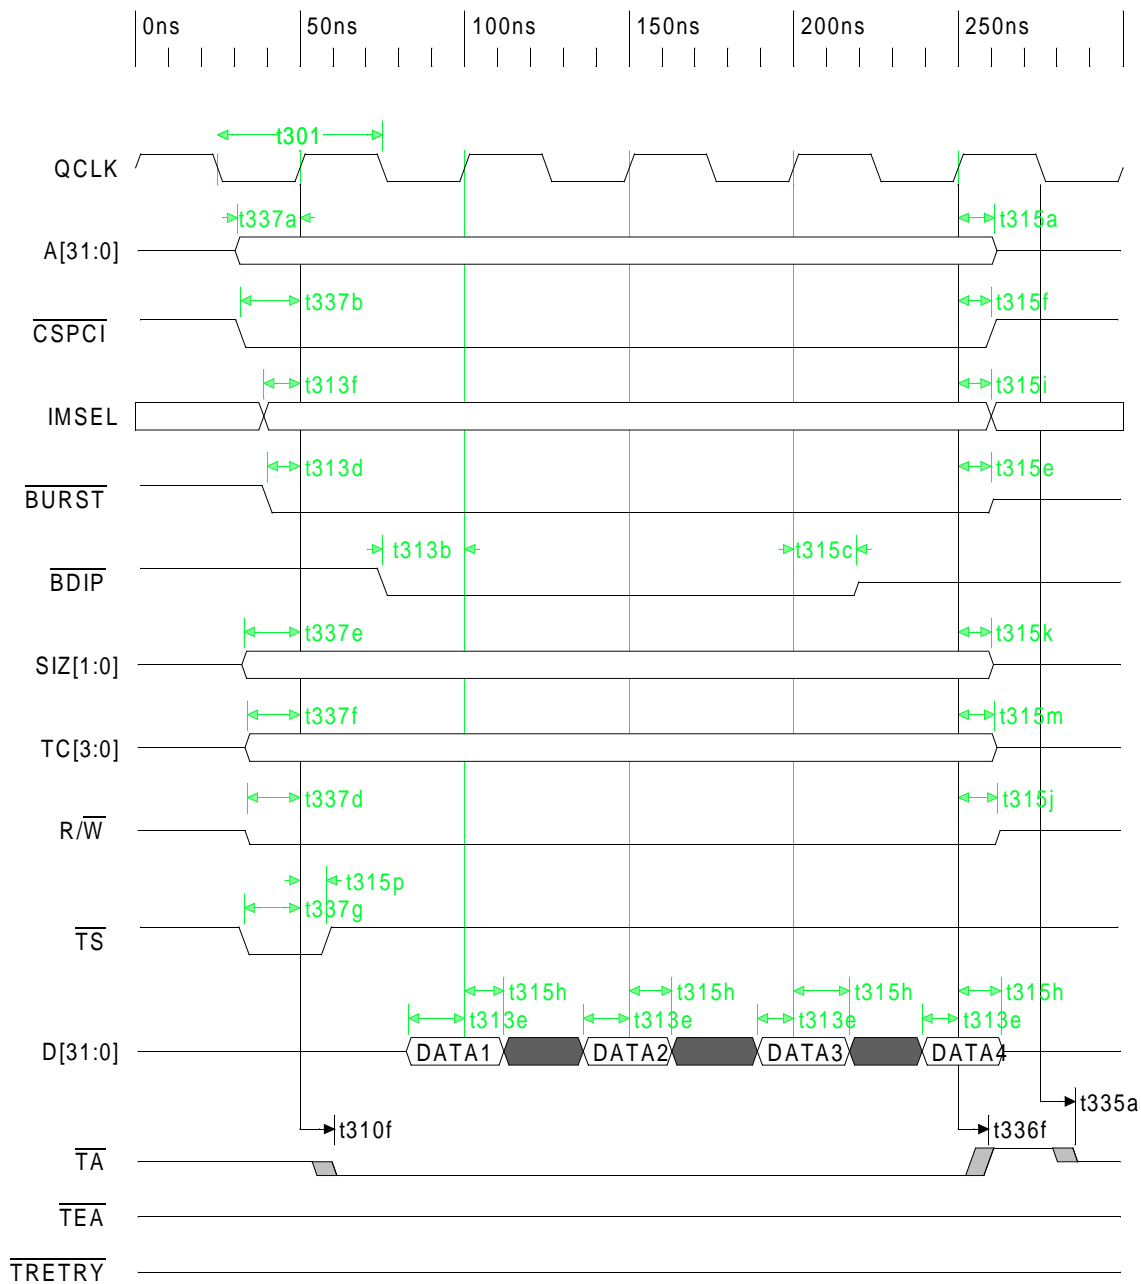 0ns 50ns 100ns 150ns 200ns 250ns
t301
QCLK
t337a t315a
A[31:0]
t337b t315f
CSPCI
t313f t315i
IMSEL
t313d t315e
BURST
t313b t315c
BDIP
t337e t315k
SIZ[1:0]
t337f t315m
TC[3:0]
t337d t315j
R/W
t315p
t337g
TS
t315h t315h t315h t315h
t313e t313e t313e t313e
D[31:0] DATA1 DATA2 DATA3 DATA4
t335a
t310f t336f
TA
TEA
TRETRY